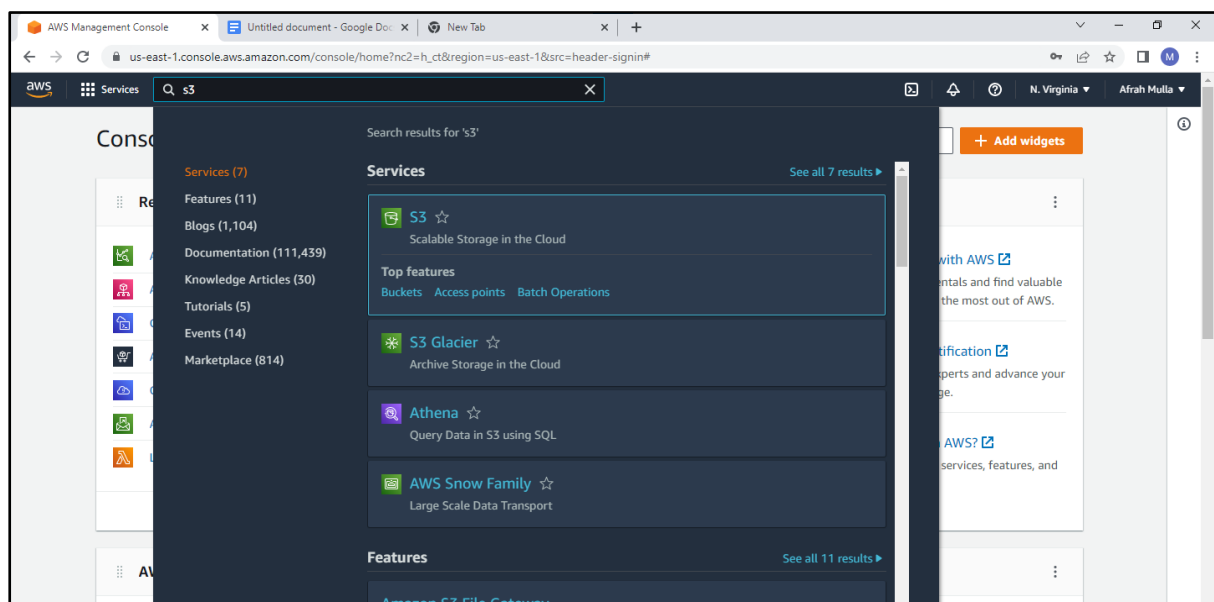 AWS Management Console
Untitled document - Google Doc
New Tab
us-east-1.console.aws.amazon.com/console/home?nc2=h_ct&region=us-east-1&src=header-signin#
M
aws
Services
s3
N. Virginia
Afrah Mulla
Search results for 's3'
+ Add widgets
Services (7)
Features (11)
Blogs (1,104)
Documentation (111,439)
Knowledge Articles (30)
Tutorials (5)
Events (14)
Marketplace (814)
Services
See all 7 results
S3
Scalable Storage in the Cloud
Top features
Buckets Access points Batch Operations
S3 Glacier
Archive Storage in the Cloud
Athena
Query Data in S3 using SQL
AWS Snow Family
Large Scale Data Transport
Features
See all 11 results
Amazon S3 File Gateway
with AWS
and find valuable
the most out of AWS.
and advance your
AWS?
services, features, and